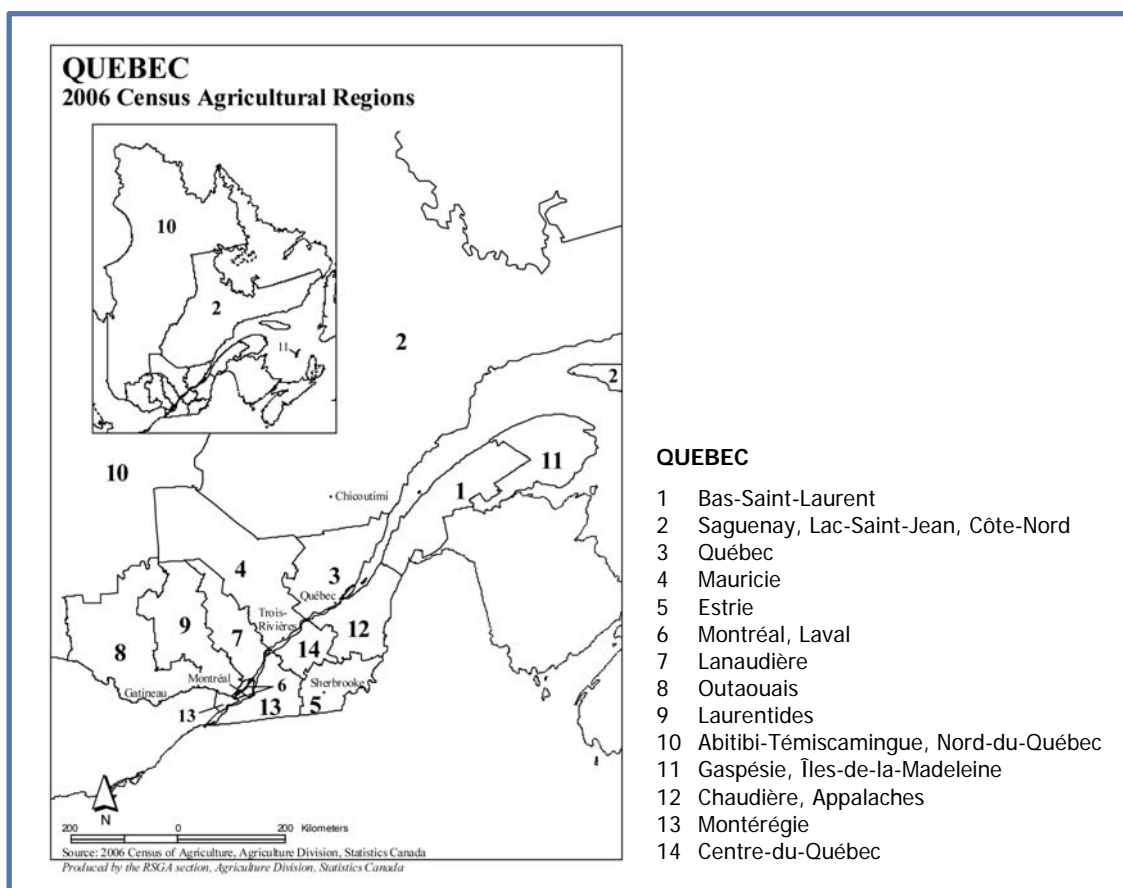 QUEBEC
2006 Census Agricultural Regions
10
2
11
2
2
10
11
1
Chicoutimi
4
3
Québec
Trois-
Rivières
12
9
7
8
14
Montréal
Sherbrooke
Gatineau
6
13
13
5
N
200 0 200 Kilometers
Source: 2006 Census of Agriculture, Agriculture Division, Statistics Canada
Produced by the RSGA section, Agriculture Division, Statistics Canada
QUEBEC
1 Bas-Saint-Laurent
2 Saguenay, Lac-Saint-Jean, Côte-Nord
3 Québec
4 Mauricie
5 Estrie
6 Montréal, Laval
7 Lanaudière
8 Outaouais
9 Laurentides
10 Abitibi-Témiscamingue, Nord-du-Québec
11 Gaspésie, Îles-de-la-Madeleine
12 Chaudière, Appalaches
13 Montérégie
14 Centre-du-Québec